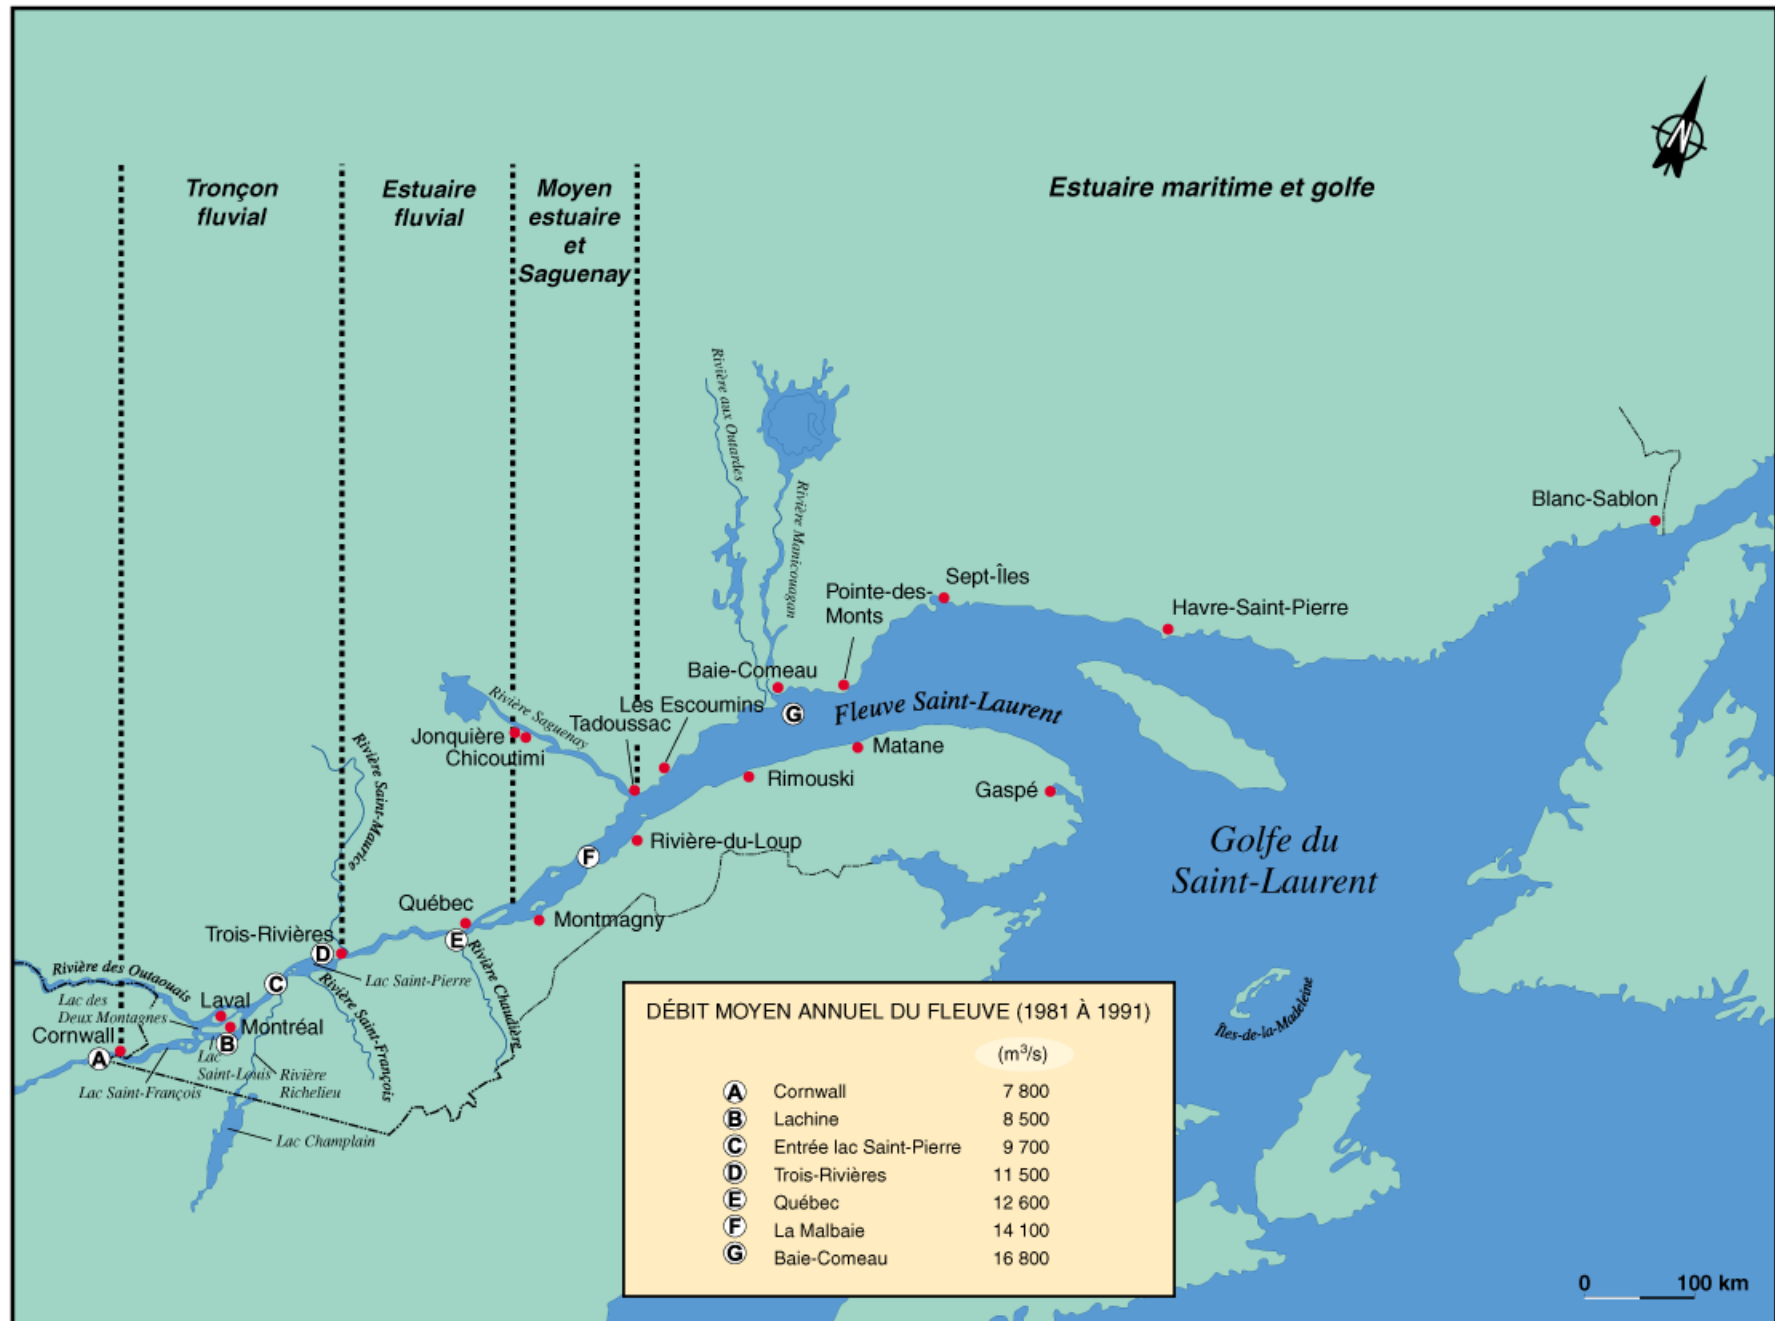 Tronçon
fluvial
Estuaire
fluvial
Moyen
estuaire
et
Saguenay
Estuaire maritime et golfe
N
Rivière aux Outardes
Rivière Manicouagan
Blanc-Sablon
Sept-Îles
Pointe-des-
Monts
Havre-Saint-Pierre
Baie-Comeau
Les Escoumins
Rivière Saguenay
Tadoussac
G
Fleuve Saint-Laurent
Jonquière
Chicoutimi
Matane
Rimouski
Gaspé
Rivière Saint-Maurice
Rivière-du-Loup
F
Golfe du
Saint-Laurent
Québec
Montmagny
E
Trois-Rivières
D
Rivière Chaudière
Rivière des Outaouais
Lac Saint-Pierre
C
Rivière Saint-François
Lac des
Deux Montagnes
Laval
Montréal
Cornwall
A
B
Lac
Saint-Louis
Rivière
Richelieu
Lac Saint-François
Lac Champlain
Îles-de-la-Madeleine
DÉBIT MOYEN ANNUEL DU FLEUVE (1981 À 1991)
(m³/s)
A Cornwall 7 800
B Lachine 8 500
C Entrée lac Saint-Pierre 9 700
D Trois-Rivières 11 500
E Québec 12 600
F La Malbaie 14 100
G Baie-Comeau 16 800
0 100 km